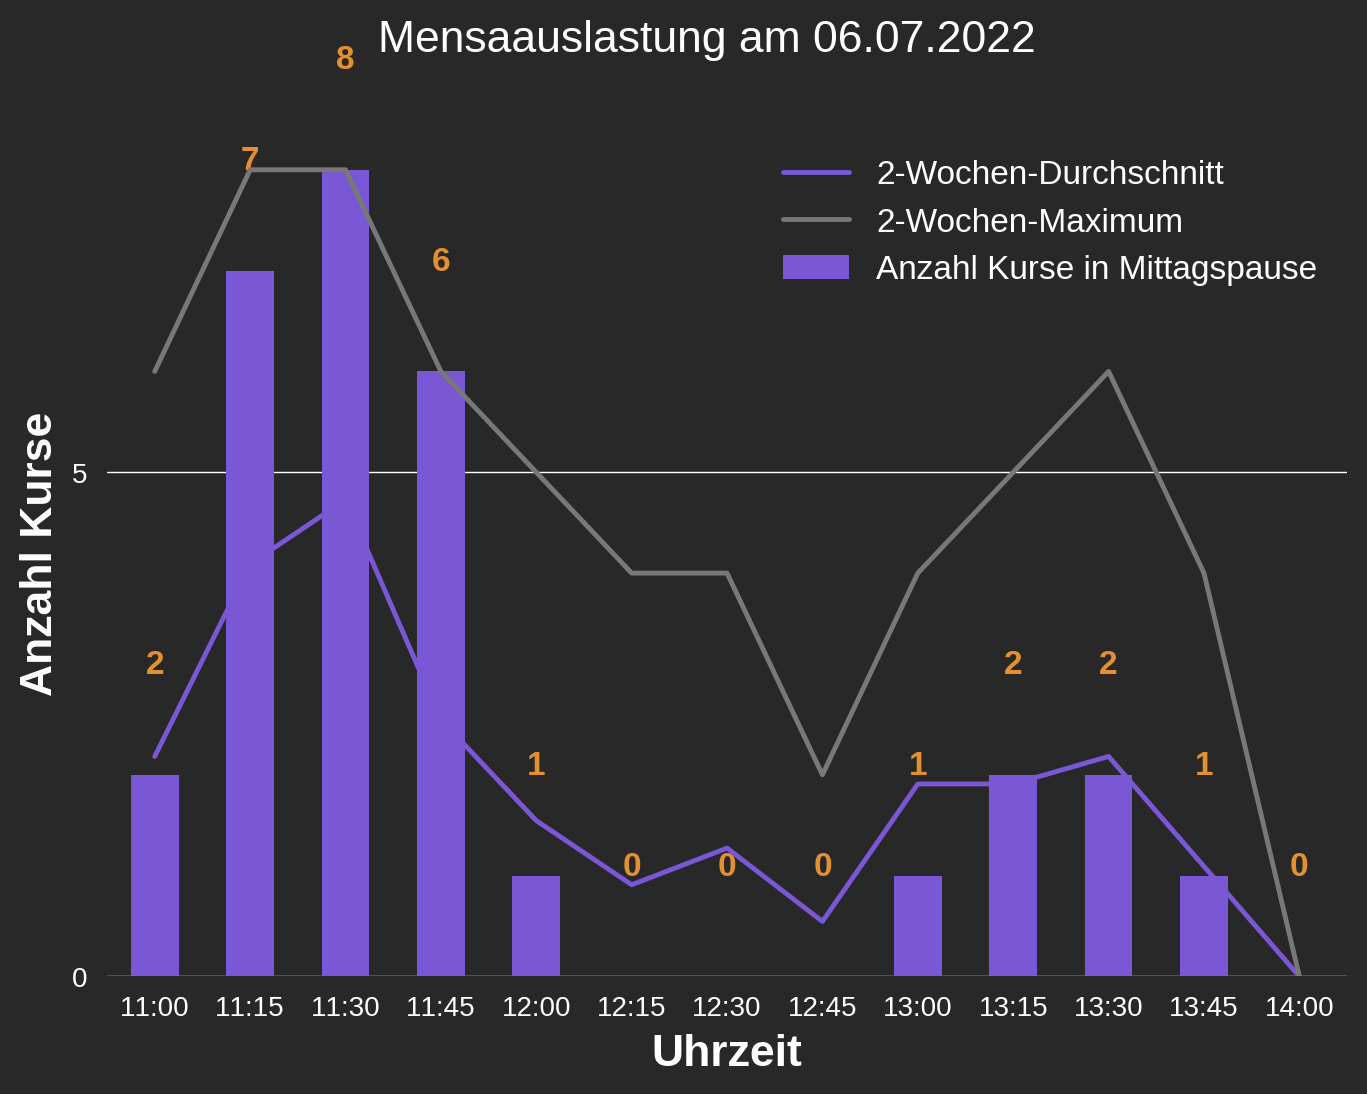 Mensaauslastung am 06.07.2022
8
7
2-Wochen-Durchschnitt
2-Wochen-Maximum
6
Anzahl Kurse in Mittagspause
5
Anzahl Kurse
2
2
2
1
1
1
0
0
0
0
0
11:00 11:15 11:30 11:45 12:00 12:15 12:30 12:45 13:00 13:15 13:30 13:45 14:00
Uhrzeit